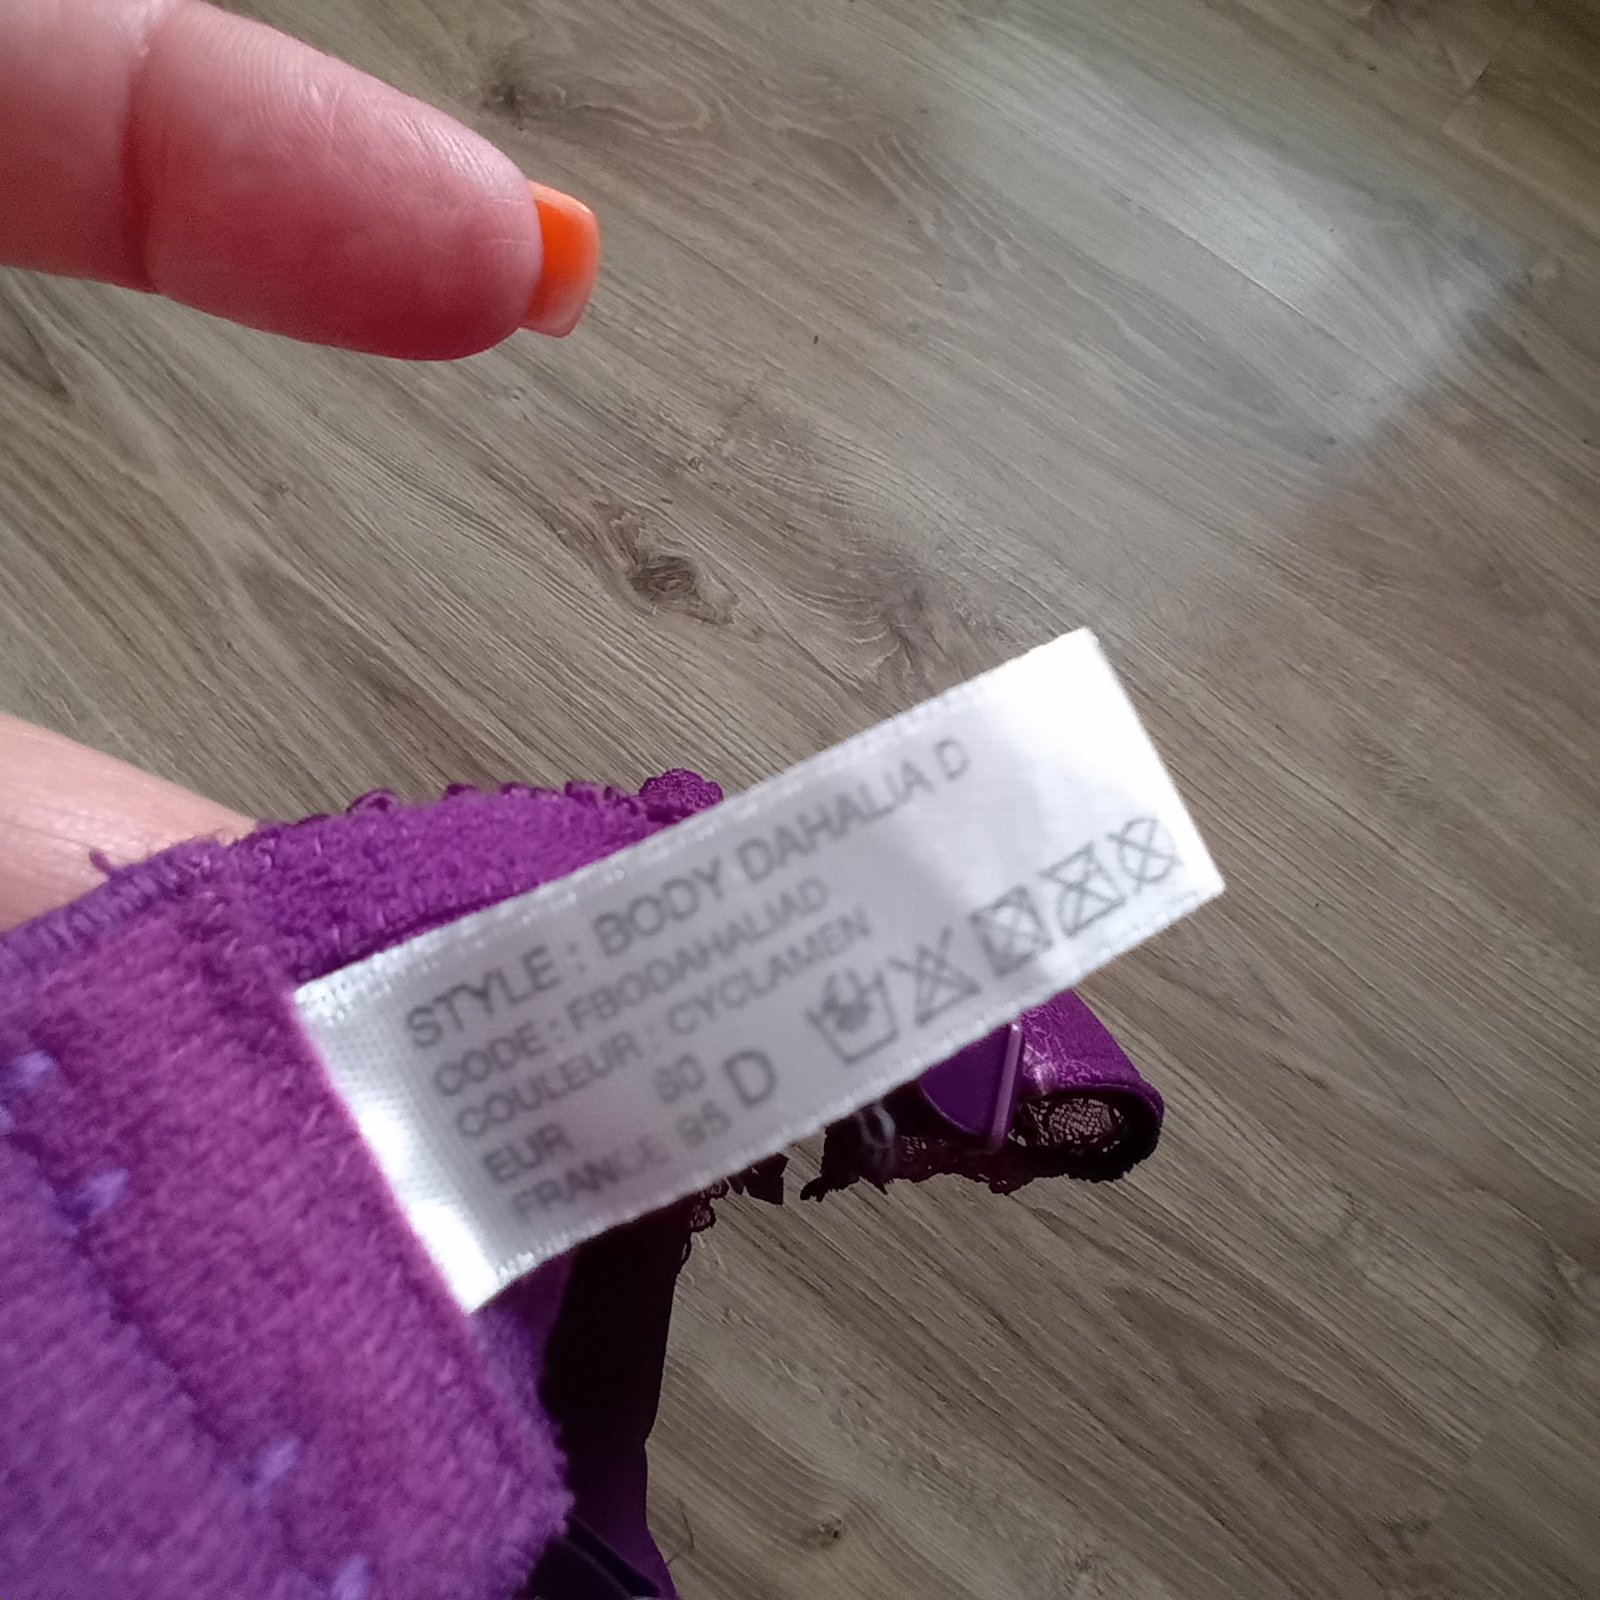 STYLE : BODY DAHALIA D
CODE : FBODAHALIAD
COULEUR : CYCLAMEN
EUR 80 D
FRANCE 95